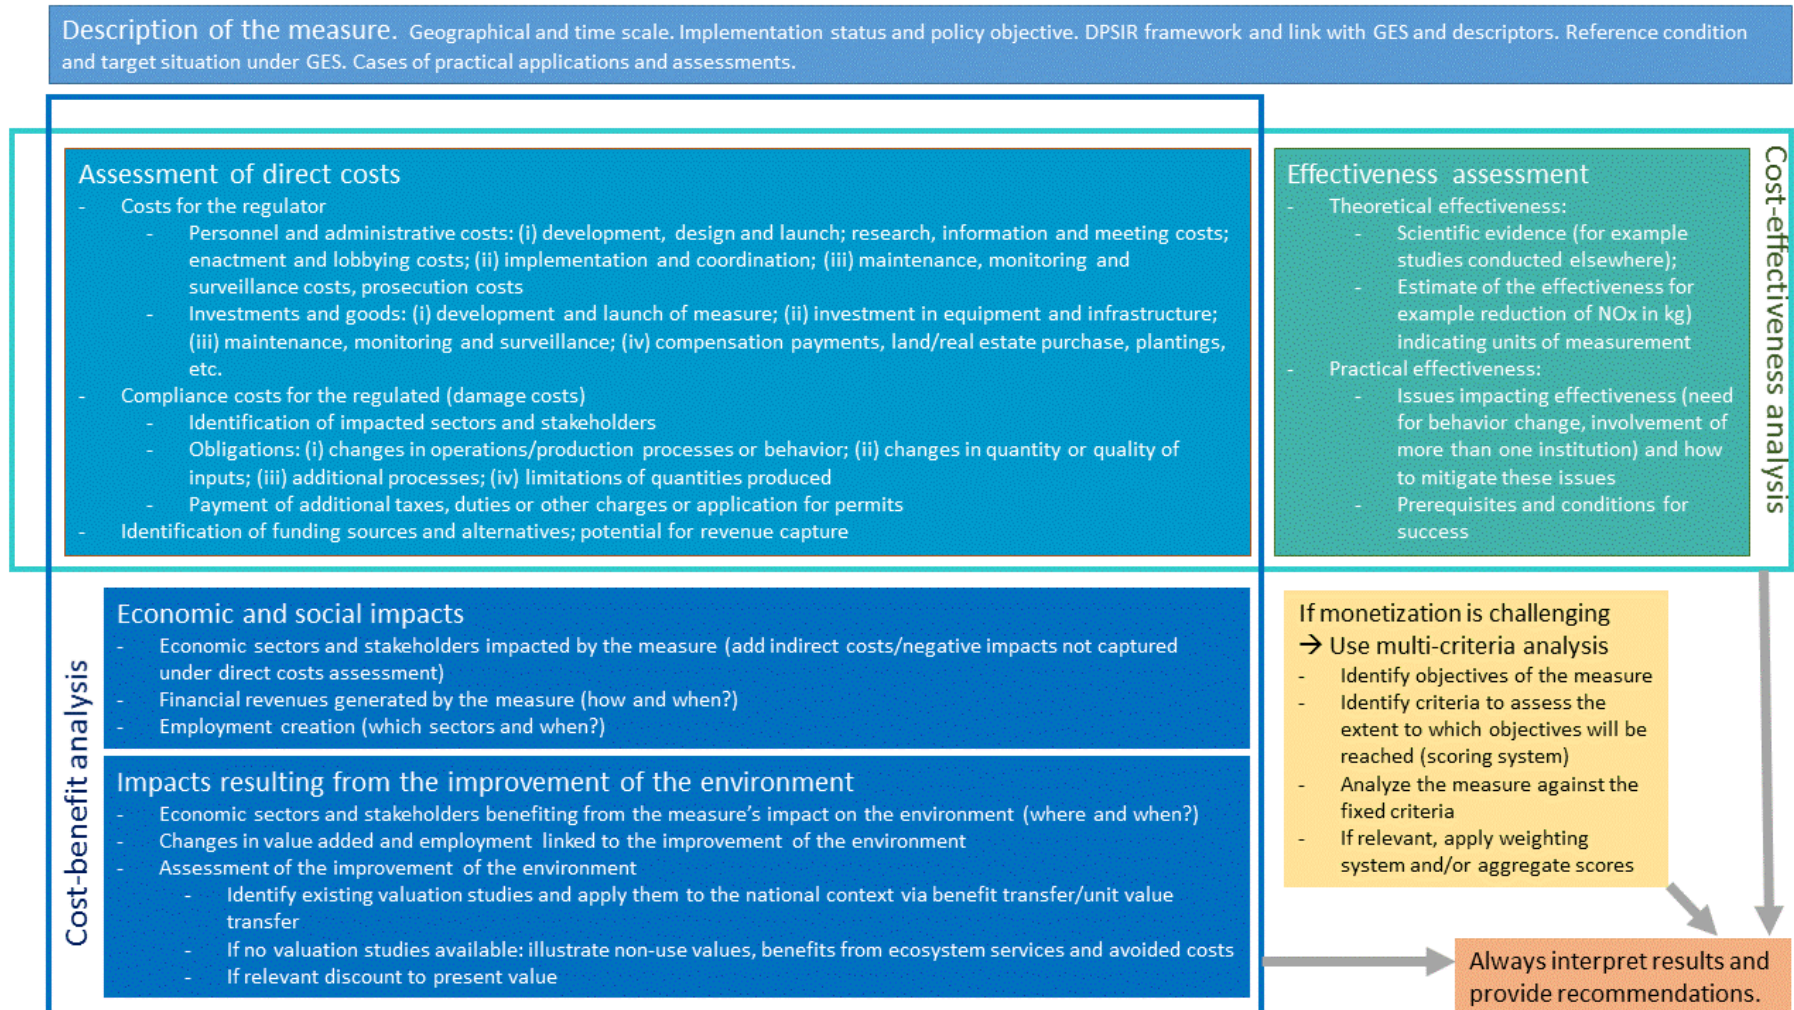 Description of the measure. Geographical and time scale. Implementation status and policy objective. DPSIR framework and link with GES and descriptors. Reference condition
and target situation under GES. Cases of practical applications and assessments.
Assessment of direct costs
- Costs for the regulator
- Personnel and administrative costs: (i) development, design and launch; research, information and meeting costs;
enactment and lobbying costs; (ii) implementation and coordination; (iii) maintenance, monitoring and
surveillance costs, prosecution costs
- Investments and goods: (i) development and launch of measure; (ii) investment in equipment and infrastructure;
(iii) maintenance, monitoring and surveillance; (iv) compensation payments, land/real estate purchase, plantings,
etc.
- Compliance costs for the regulated (damage costs)
- Identification of impacted sectors and stakeholders
- Obligations: (i) changes in operations/production processes or behavior; (ii) changes in quantity or quality of
inputs; (iii) additional processes; (iv) limitations of quantities produced
- Payment of additional taxes, duties or other charges or application for permits
- Identification of funding sources and alternatives; potential for revenue capture
Effectiveness assessment
- Theoretical effectiveness:
- Scientific evidence (for example
studies conducted elsewhere);
- Estimate of the effectiveness for
example reduction of NOx in kg)
indicating units of measurement
- Practical effectiveness:
- Issues impacting effectiveness (need
for behavior change, involvement of
more than one institution) and how
to mitigate these issues
- Prerequisites and conditions for
success
Cost-effectiveness analysis
Cost-benefit analysis
Economic and social impacts
- Economic sectors and stakeholders impacted by the measure (add indirect costs/negative impacts not captured
under direct costs assessment)
- Financial revenues generated by the measure (how and when?)
- Employment creation (which sectors and when?)
Impacts resulting from the improvement of the environment
- Economic sectors and stakeholders benefiting from the measure's impact on the environment (where and when?)
- Changes in value added and employment linked to the improvement of the environment
- Assessment of the improvement of the environment
- Identify existing valuation studies and apply them to the national context via benefit transfer/unit value
transfer
- If no valuation studies available: illustrate non-use values, benefits from ecosystem services and avoided costs
- If relevant discount to present value
If monetization is challenging
→ Use multi-criteria analysis
- Identify objectives of the measure
- Identify criteria to assess the
extent to which objectives will be
reached (scoring system)
- Analyze the measure against the
fixed criteria
- If relevant, apply weighting
system and/or aggregate scores
Always interpret results and
provide recommendations.